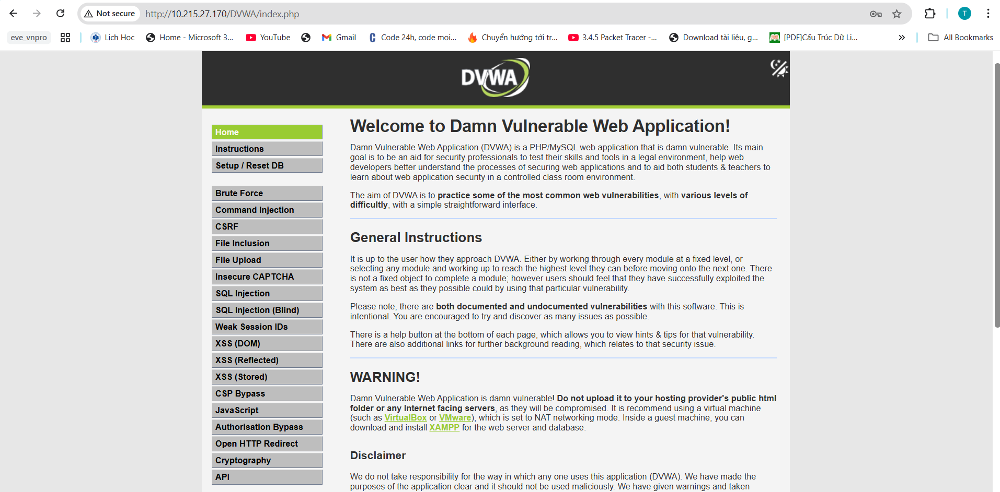 Not secure
http://10.215.27.170/DVWA/index.php
T
eve_vnpro
Lịch Học
Home - Microsoft 3...
YouTube
Gmail
Code 24h, code mọi...
Chuyển hướng tới tr...
3.4.5 Packet Tracer -...
Download tài liệu, g...
[PDF]Cấu Trúc Dữ Li...
»
All Bookmarks
DVWA
Home
Instructions
Setup / Reset DB
Brute Force
Command Injection
CSRF
File Inclusion
File Upload
Insecure CAPTCHA
SQL Injection
SQL Injection (Blind)
Weak Session IDs
XSS (DOM)
XSS (Reflected)
XSS (Stored)
CSP Bypass
JavaScript
Authorisation Bypass
Open HTTP Redirect
Cryptography
API
Welcome to Damn Vulnerable Web Application!
Damn Vulnerable Web Application (DVWA) is a PHP/MySQL web application that is damn vulnerable. Its main
goal is to be an aid for security professionals to test their skills and tools in a legal environment, help web
developers better understand the processes of securing web applications and to aid both students & teachers to
learn about web application security in a controlled class room environment.
The aim of DVWA is to practice some of the most common web vulnerabilities, with various levels of
difficultly, with a simple straightforward interface.
General Instructions
It is up to the user how they approach DVWA. Either by working through every module at a fixed level, or
selecting any module and working up to reach the highest level they can before moving onto the next one. There
is not a fixed object to complete a module; however users should feel that they have successfully exploited the
system as best as they possible could by using that particular vulnerability.
Please note, there are both documented and undocumented vulnerabilities with this software. This is
intentional. You are encouraged to try and discover as many issues as possible.
There is a help button at the bottom of each page, which allows you to view hints & tips for that vulnerability.
There are also additional links for further background reading, which relates to that security issue.
WARNING!
Damn Vulnerable Web Application is damn vulnerable! Do not upload it to your hosting provider's public html
folder or any Internet facing servers, as they will be compromised. It is recommend using a virtual machine
(such as VirtualBox or VMware), which is set to NAT networking mode. Inside a guest machine, you can
download and install XAMPP for the web server and database.
Disclaimer
We do not take responsibility for the way in which any one uses this application (DVWA). We have made the
purposes of the application clear and it should not be used maliciously. We have given warnings and taken